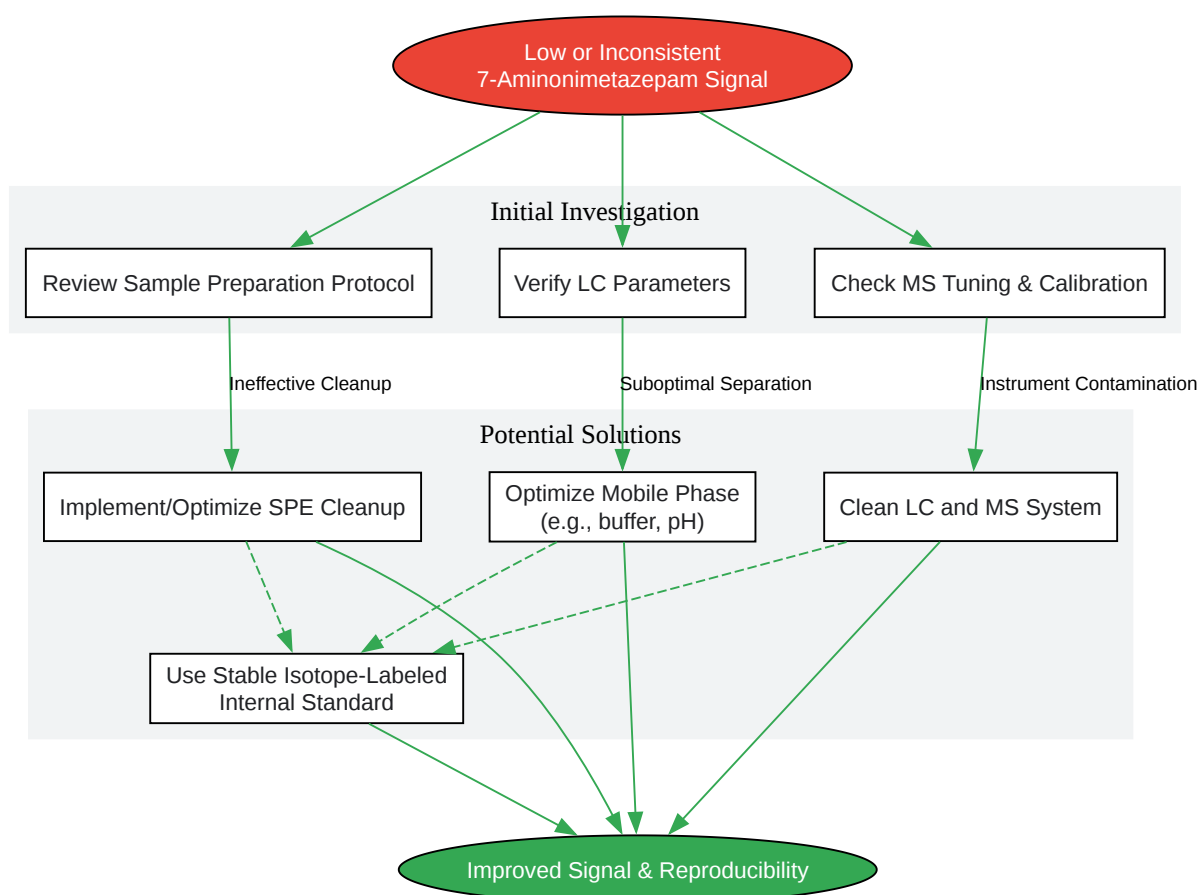 Low or Inconsistent
7-Aminonimetazepam Signal
Initial Investigation
Review Sample Preparation Protocol
Verify LC Parameters
Check MS Tuning & Calibration
Ineffective Cleanup
Suboptimal Separation
Instrument Contamination
Potential Solutions
Implement/Optimize SPE Cleanup
Optimize Mobile Phase
(e.g., buffer, pH)
Clean LC and MS System
Use Stable Isotope-Labeled
Internal Standard
Improved Signal & Reproducibility